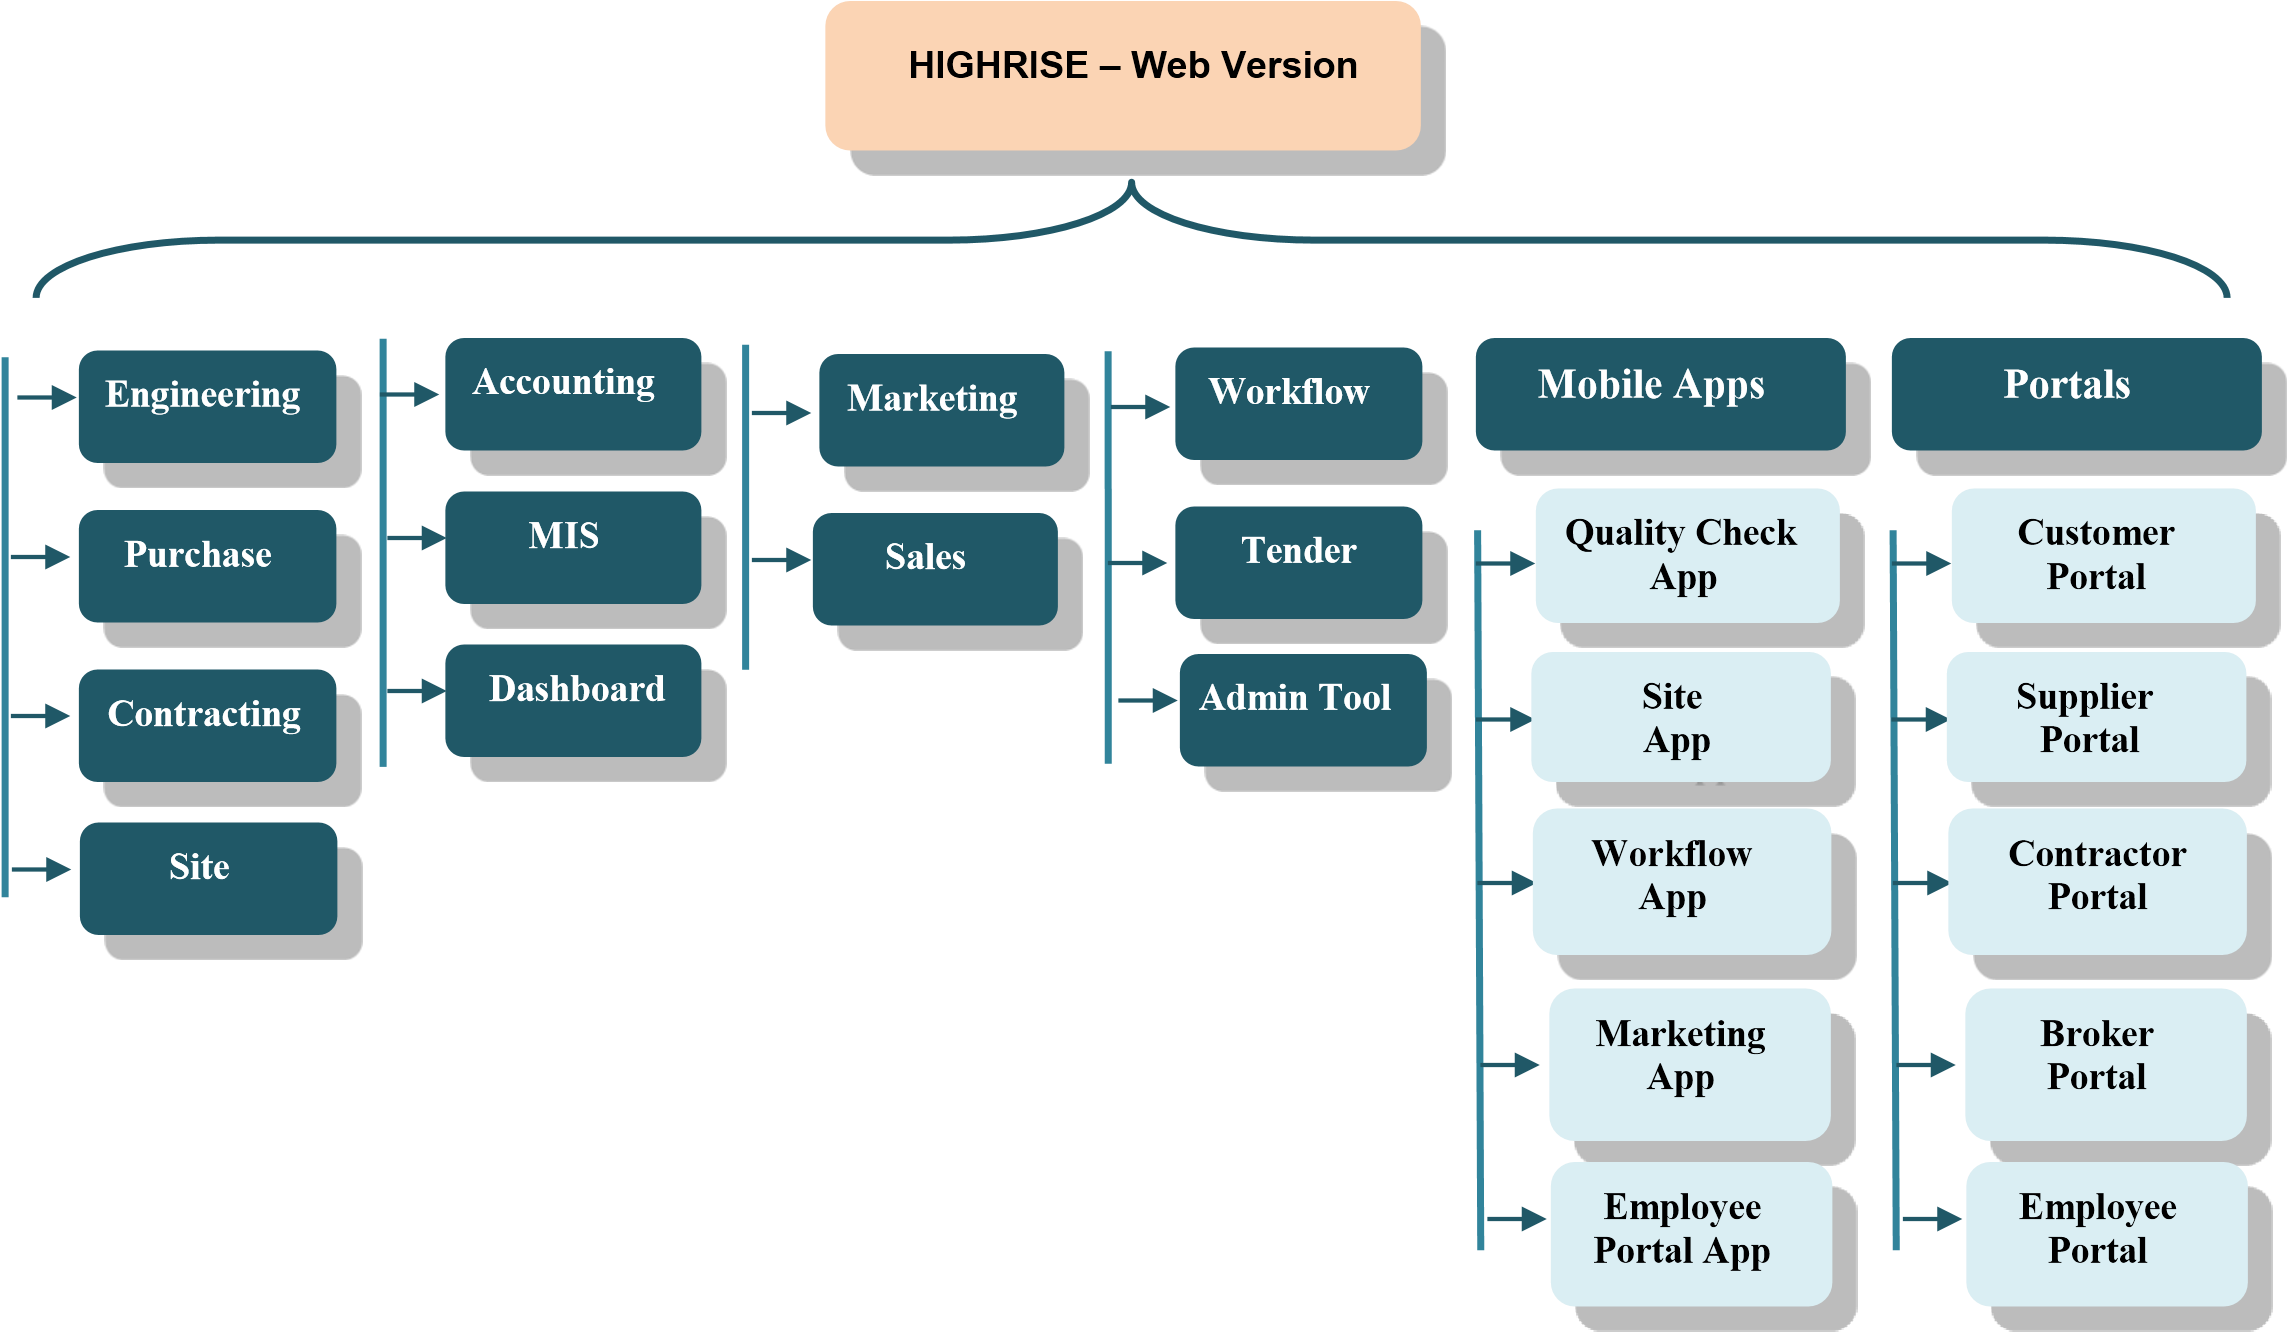 HIGHRISE – Web Version
Engineering
Purchase
Contracting
Site
Accounting
MIS
Dashboard
Marketing
Sales
Workflow
Tender
Admin Tool
Mobile Apps
Quality Check
App
Site
App
Workflow
App
Marketing
App
Employee
Portal App
Portals
Customer
Portal
Supplier
Portal
Contractor
Portal
Broker
Portal
Employee
Portal